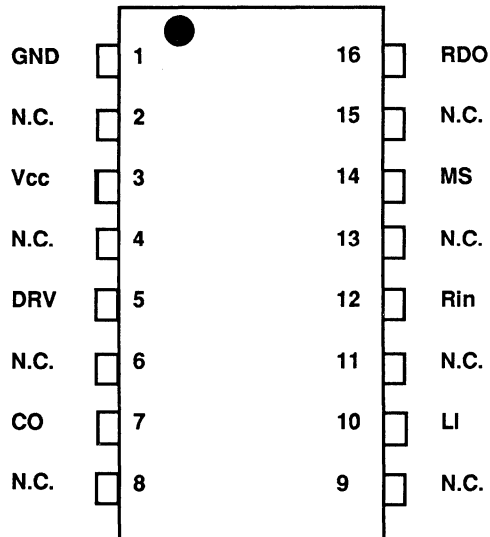 GND 1 16 RDO
N.C. 2 15 N.C.
Vcc 3 14 MS
N.C. 4 13 N.C.
DRV 5 12 Rin
N.C. 6 11 N.C.
CO 7 10 LI
N.C. 8 9 N.C.